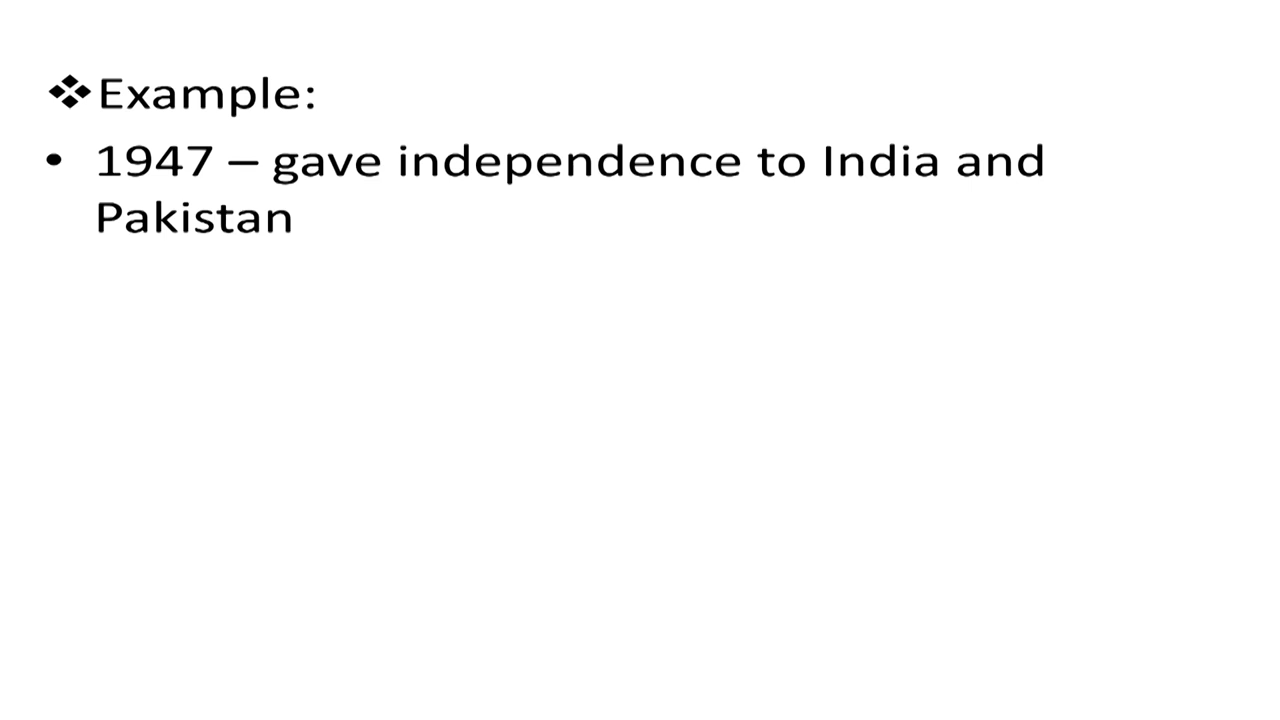 ❖Example:
• 1947 – gave independence to India and
Pakistan